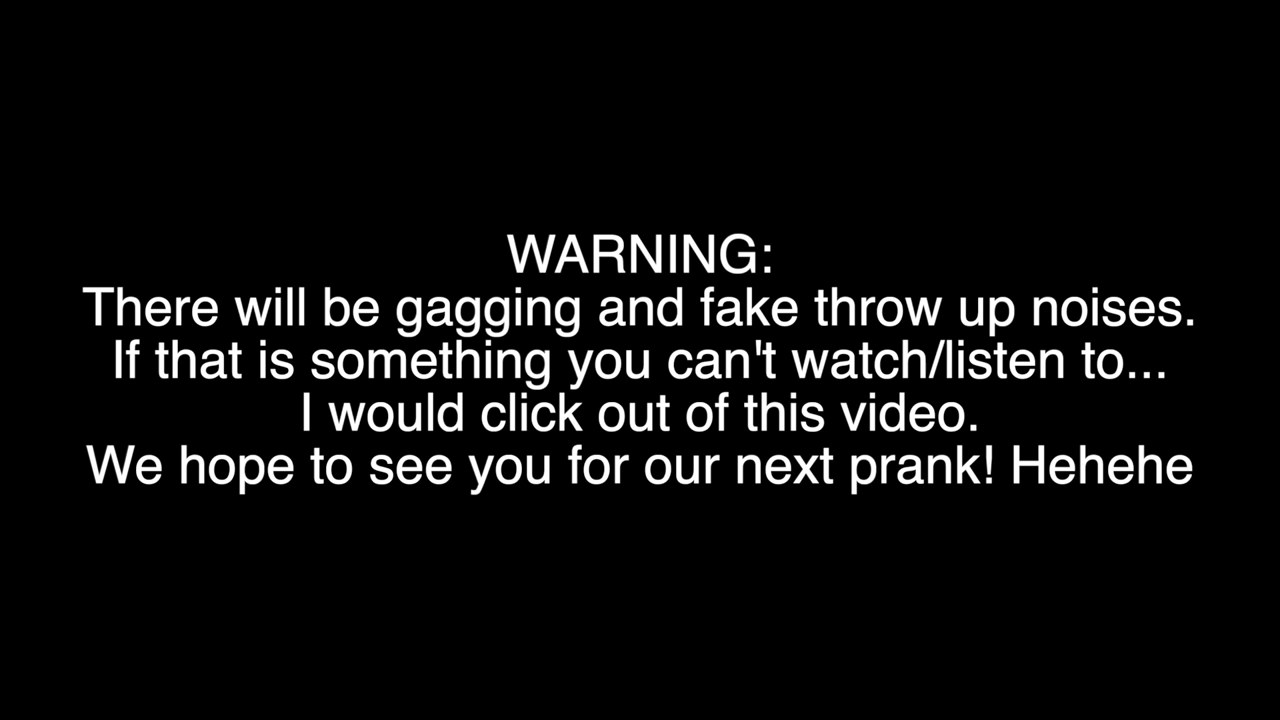 WARNING:
There will be gagging and fake throw up noises.
If that is something you can't watch/listen to...
I would click out of this video.
We hope to see you for our next prank! Hehehe